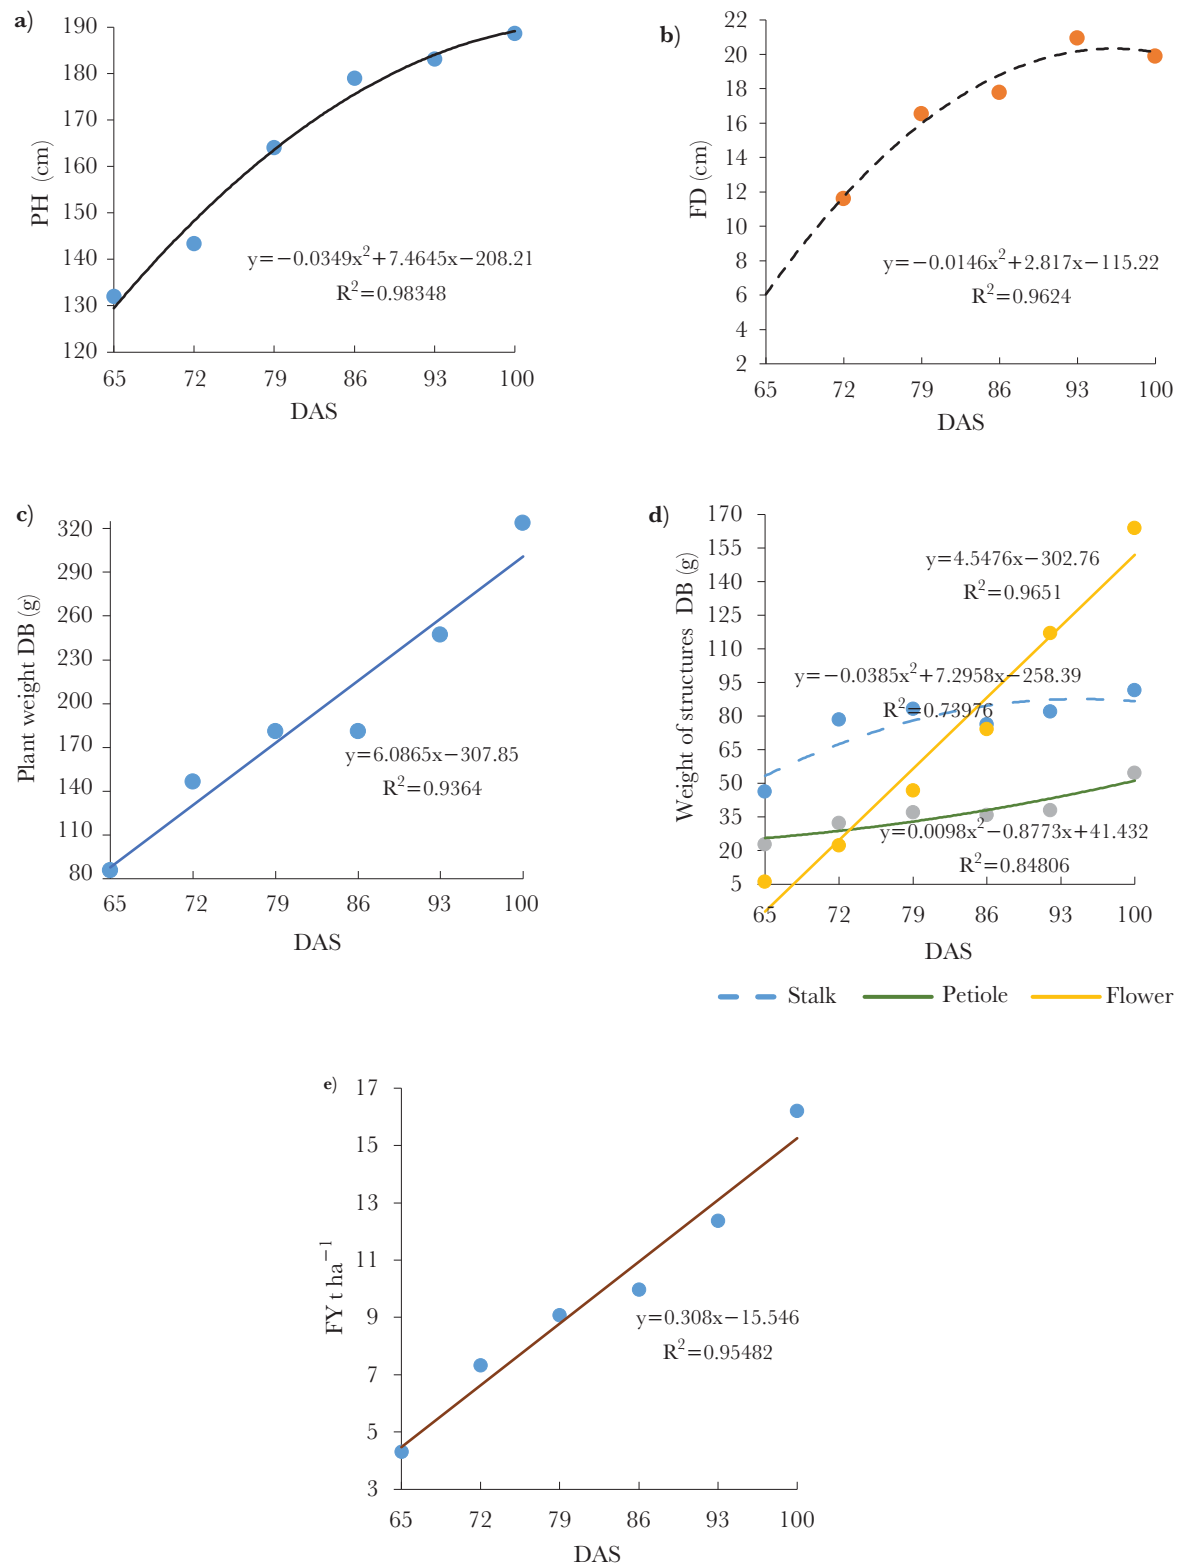 a)
190
180
170
160
150
140
130
120
PH (cm)
y=−0.0349x²+7.4645x−208.21
R²=0.98348
65 72 79 86 93 100
DAS
b)
22
20
18
16
14
12
10
8
6
4
2
FD (cm)
y=−0.0146x²+2.817x−115.22
R²=0.9624
65 72 79 86 93 100
DAS
c)
320
290
260
230
200
170
140
110
80
Plant weight DB (g)
y=6.0865x−307.85
R²=0.9364
65 72 79 86 93 100
DAS
d)
170
155
140
125
110
95
80
65
50
35
20
5
Weight of structures DB (g)
y=4.5476x−302.76
R²=0.9651
y=−0.0385x²+7.2958x−258.39
R²=0.73976
y=0.0098x²−0.8773x+41.432
R²=0.84806
65 72 79 86 93 100
DAS
Stalk Petiole Flower
e)
17
15
13
11
9
7
5
3
FY t ha⁻¹
y=0.308x−15.546
R²=0.95482
65 72 79 86 93 100
DAS